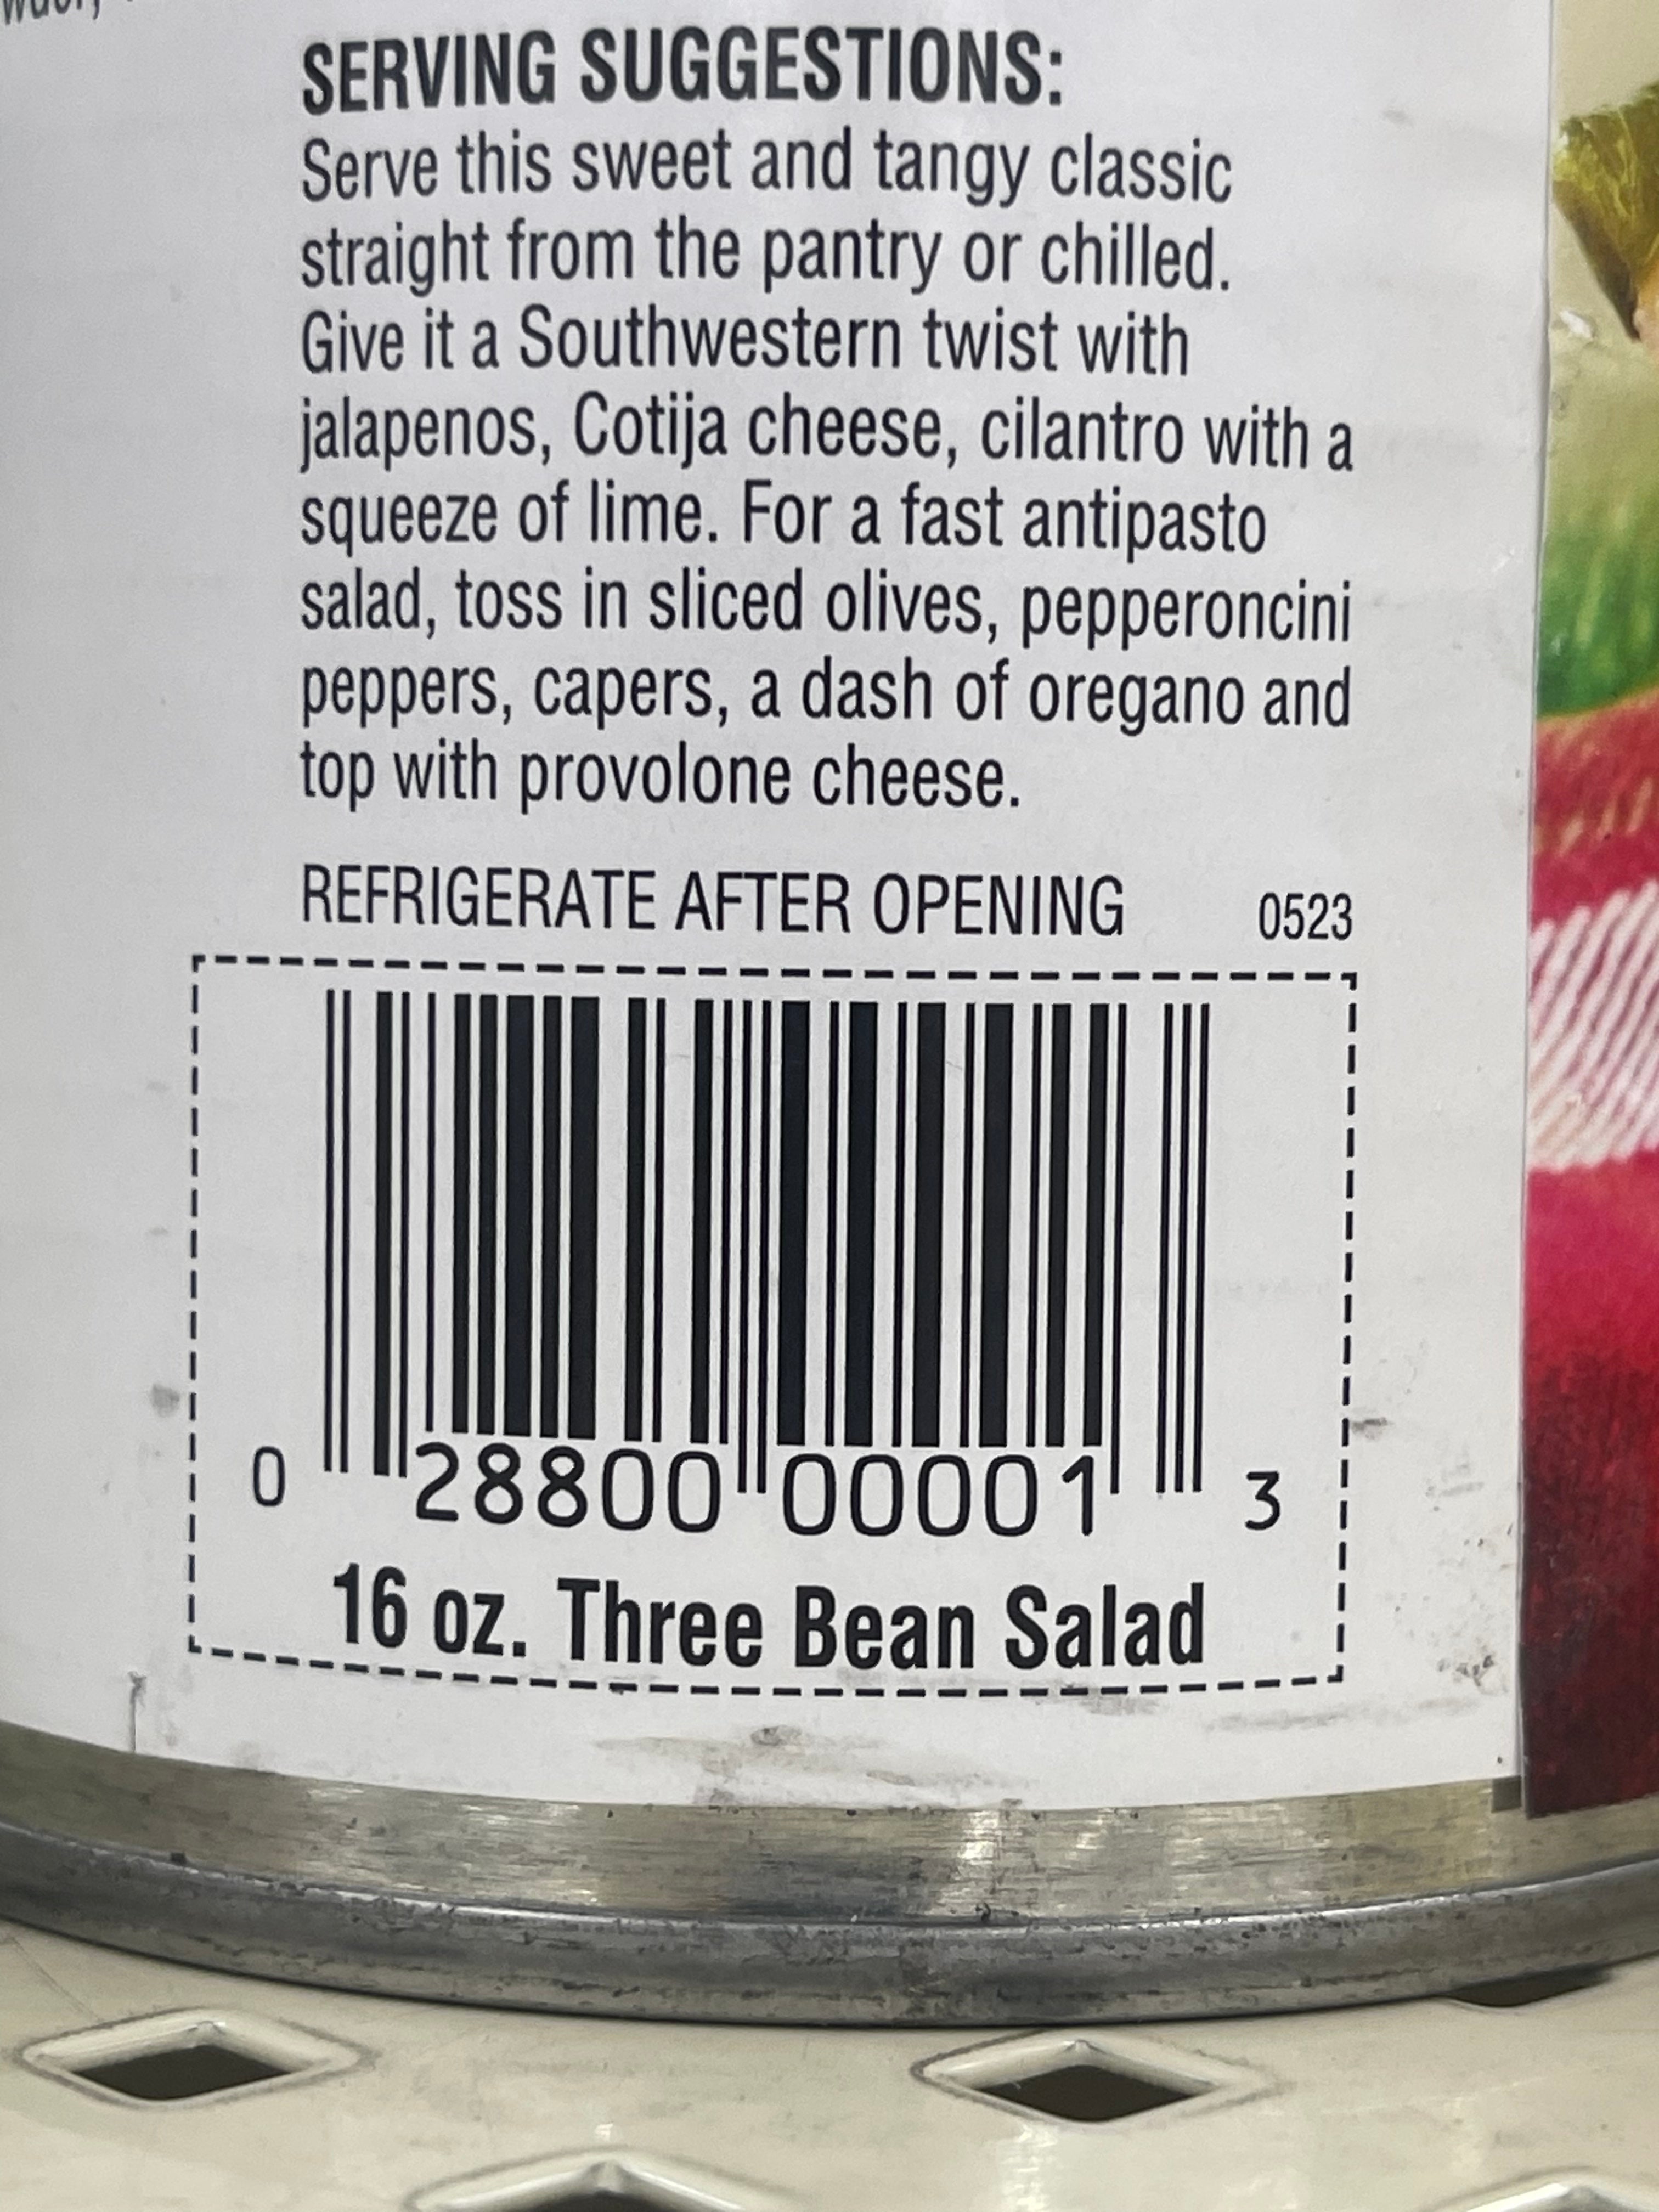 SERVING SUGGESTIONS:
Serve this sweet and tangy classic
straight from the pantry or chilled.
Give it a Southwestern twist with
jalapenos, Cotija cheese, cilantro with a
squeeze of lime. For a fast antipasto
salad, toss in sliced olives, pepperoncini
peppers, capers, a dash of oregano and
top with provolone cheese.
REFRIGERATE AFTER OPENING 0523
0 28800 00001 3
16 oz. Three Bean Salad